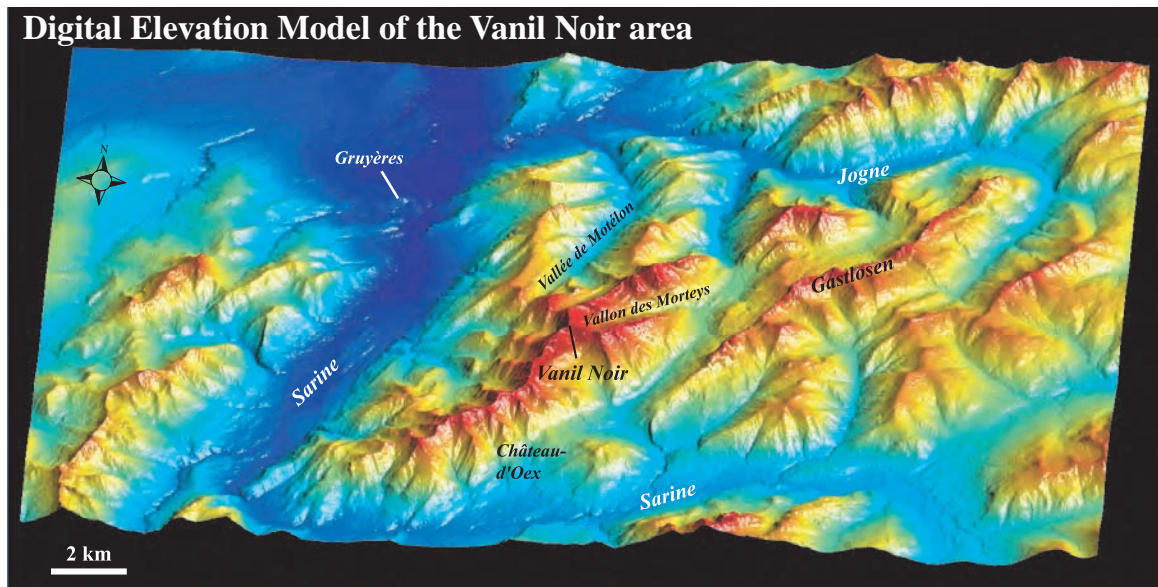 Digital Elevation Model of the Vanil Noir area
N
Gruyères
Jogne
Vallée de Motélon
Gastlosen
Vallon des Morteys
Vanil Noir
Sarine
Château-
d'Oex
Sarine
2 km